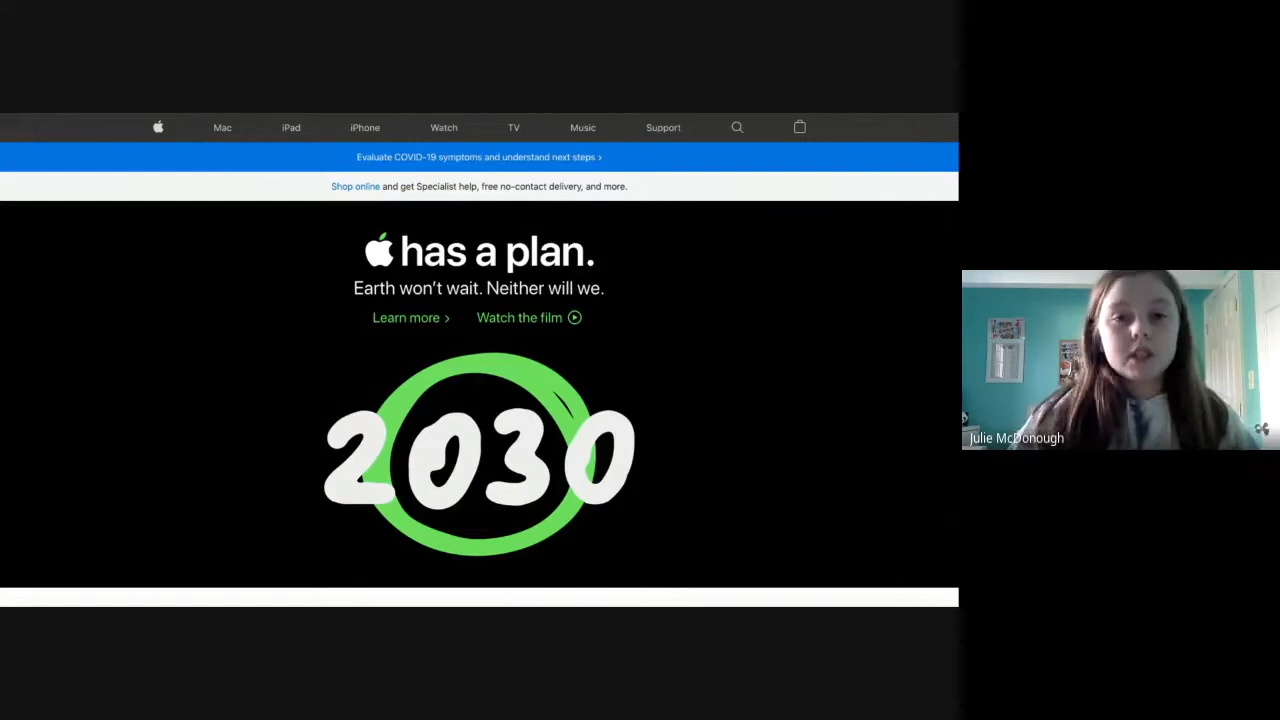 Mac iPad iPhone Watch TV Music Support
Evaluate COVID-19 symptoms and understand next steps ›
Shop online and get Specialist help, free no-contact delivery, and more.
has a plan.
Earth won't wait. Neither will we.
Learn more › Watch the film
2030
Julie McDonough